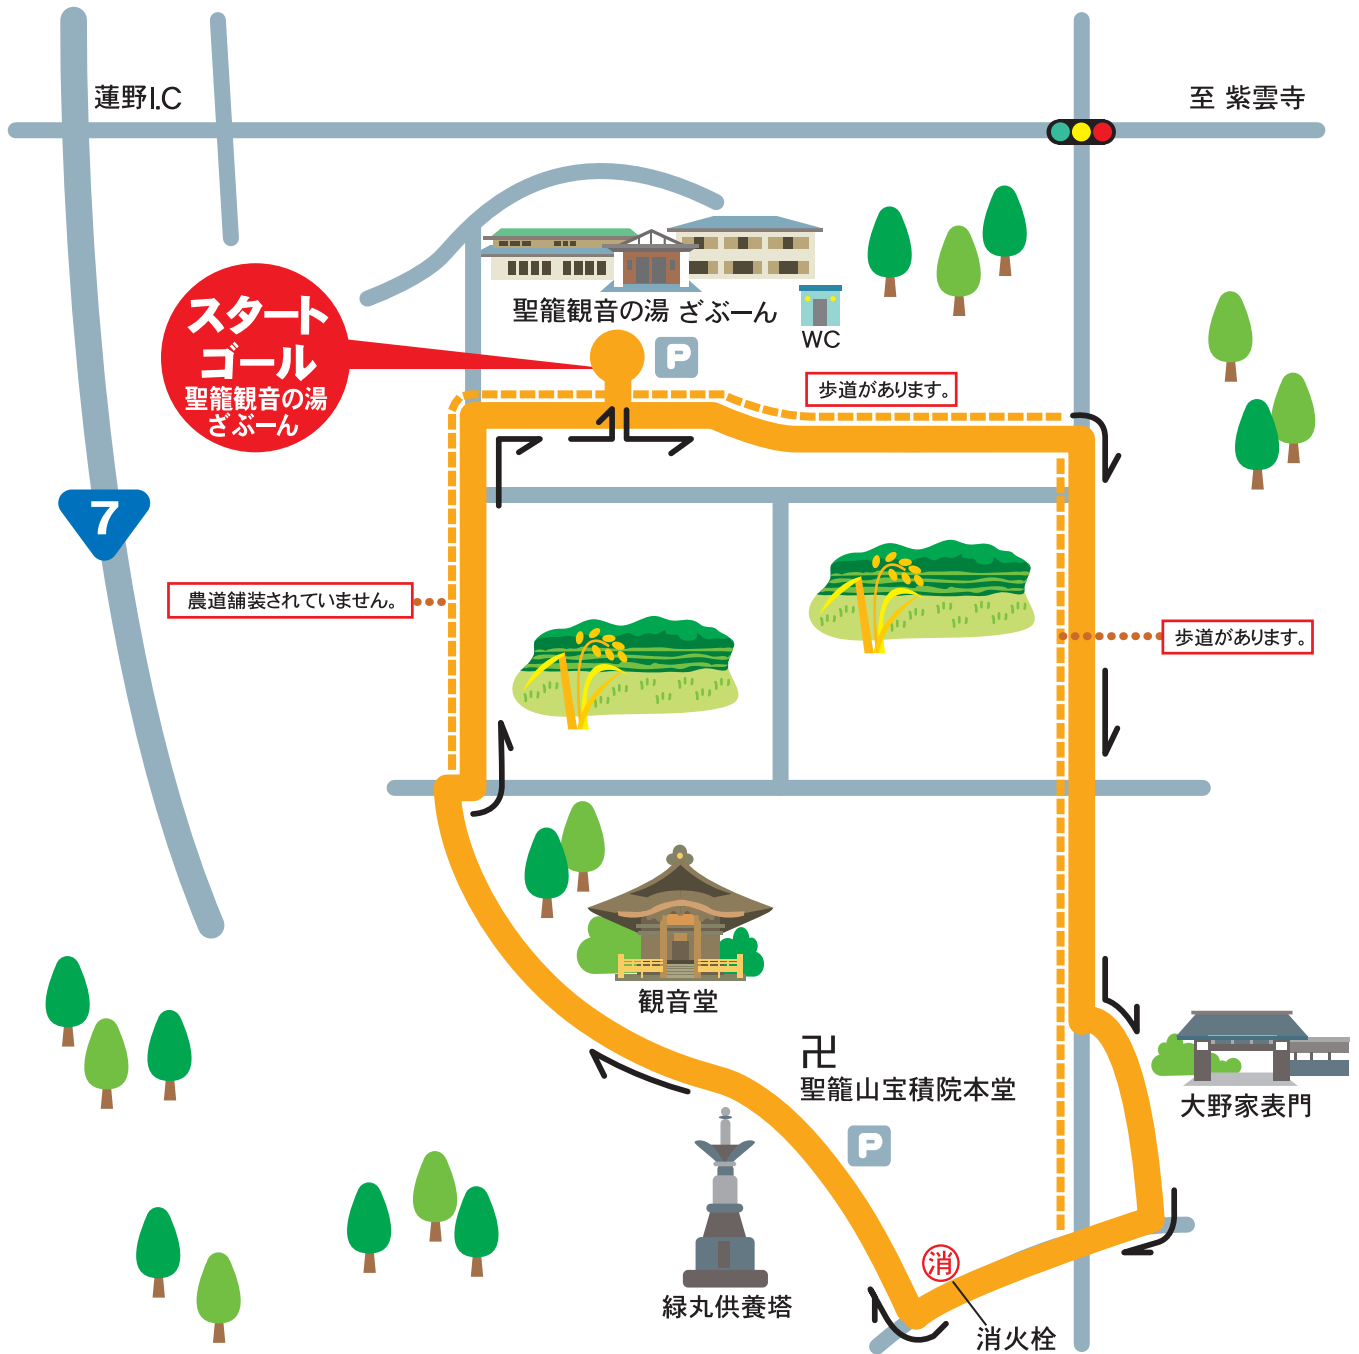 蓮野I.C
至 紫雲寺
聖籠観音の湯 ざぶーん
WC
P
スタート
ゴール
聖籠観音の湯
ざぶーん
歩道があります。
7
農道舗装されていません。
歩道があります。
観音堂
卍
聖籠山宝積院本堂
大野家表門
P
消
緑丸供養塔
消火栓